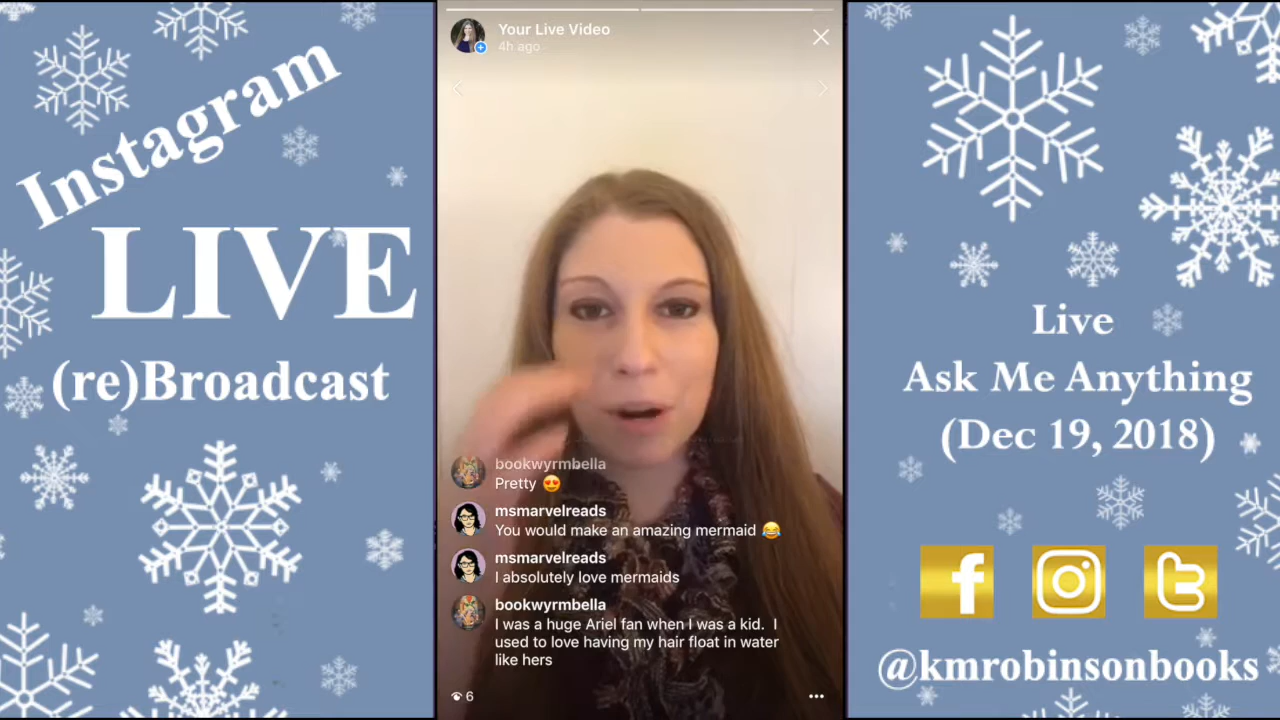 Instagram
LIVE
(re)Broadcast
Your Live Video
4h ago
bookwyrmbella
Pretty 😍
msmarvelreads
You would make an amazing mermaid 😂
msmarvelreads
I absolutely love mermaids
bookwyrmbella
I was a huge Ariel fan when I was a kid.  I
used to love having my hair float in water
like hers
6
Live
Ask Me Anything
(Dec 19, 2018)
@kmrobinsonbooks